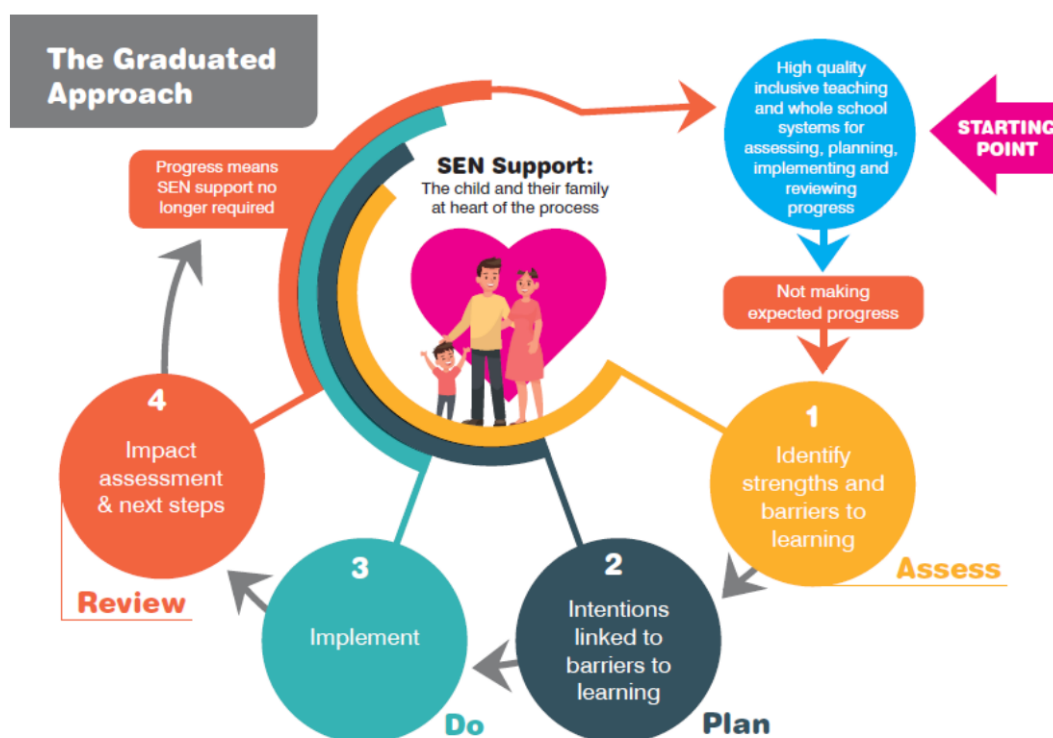 The Graduated
Approach
High quality
inclusive teaching
and whole school
systems for
assessing, planning,
implementing and
reviewing
progress
STARTING
POINT
Progress means
SEN support no
longer required
SEN Support:
The child and their family
at heart of the process
Not making
expected progress
1
Identify
strengths and
barriers to
learning
Assess
2
Intentions
linked to
barriers to
learning
Plan
3
Implement
Do
4
Impact
assessment
& next steps
Review